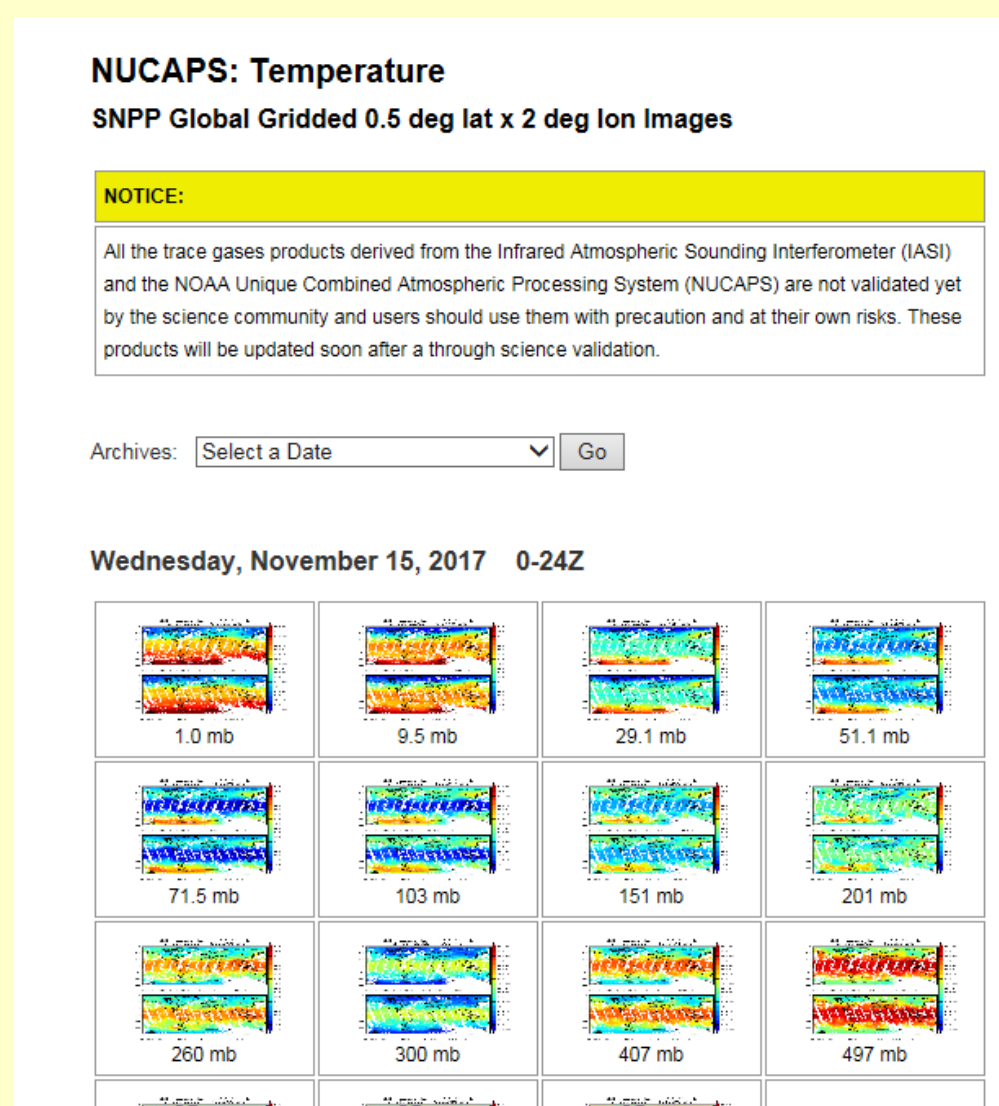 NUCAPS: Temperature
SNPP Global Gridded 0.5 deg lat x 2 deg lon Images
NOTICE:
All the trace gases products derived from the Infrared Atmospheric Sounding Interferometer (IASI)
and the NOAA Unique Combined Atmospheric Processing System (NUCAPS) are not validated yet
by the science community and users should use them with precaution and at their own risks. These
products will be updated soon after a through science validation.
Archives: Select a Date Go
Wednesday, November 15, 2017 0-24Z
1.0 mb 9.5 mb 29.1 mb 51.1 mb
71.5 mb 103 mb 151 mb 201 mb
260 mb 300 mb 407 mb 497 mb